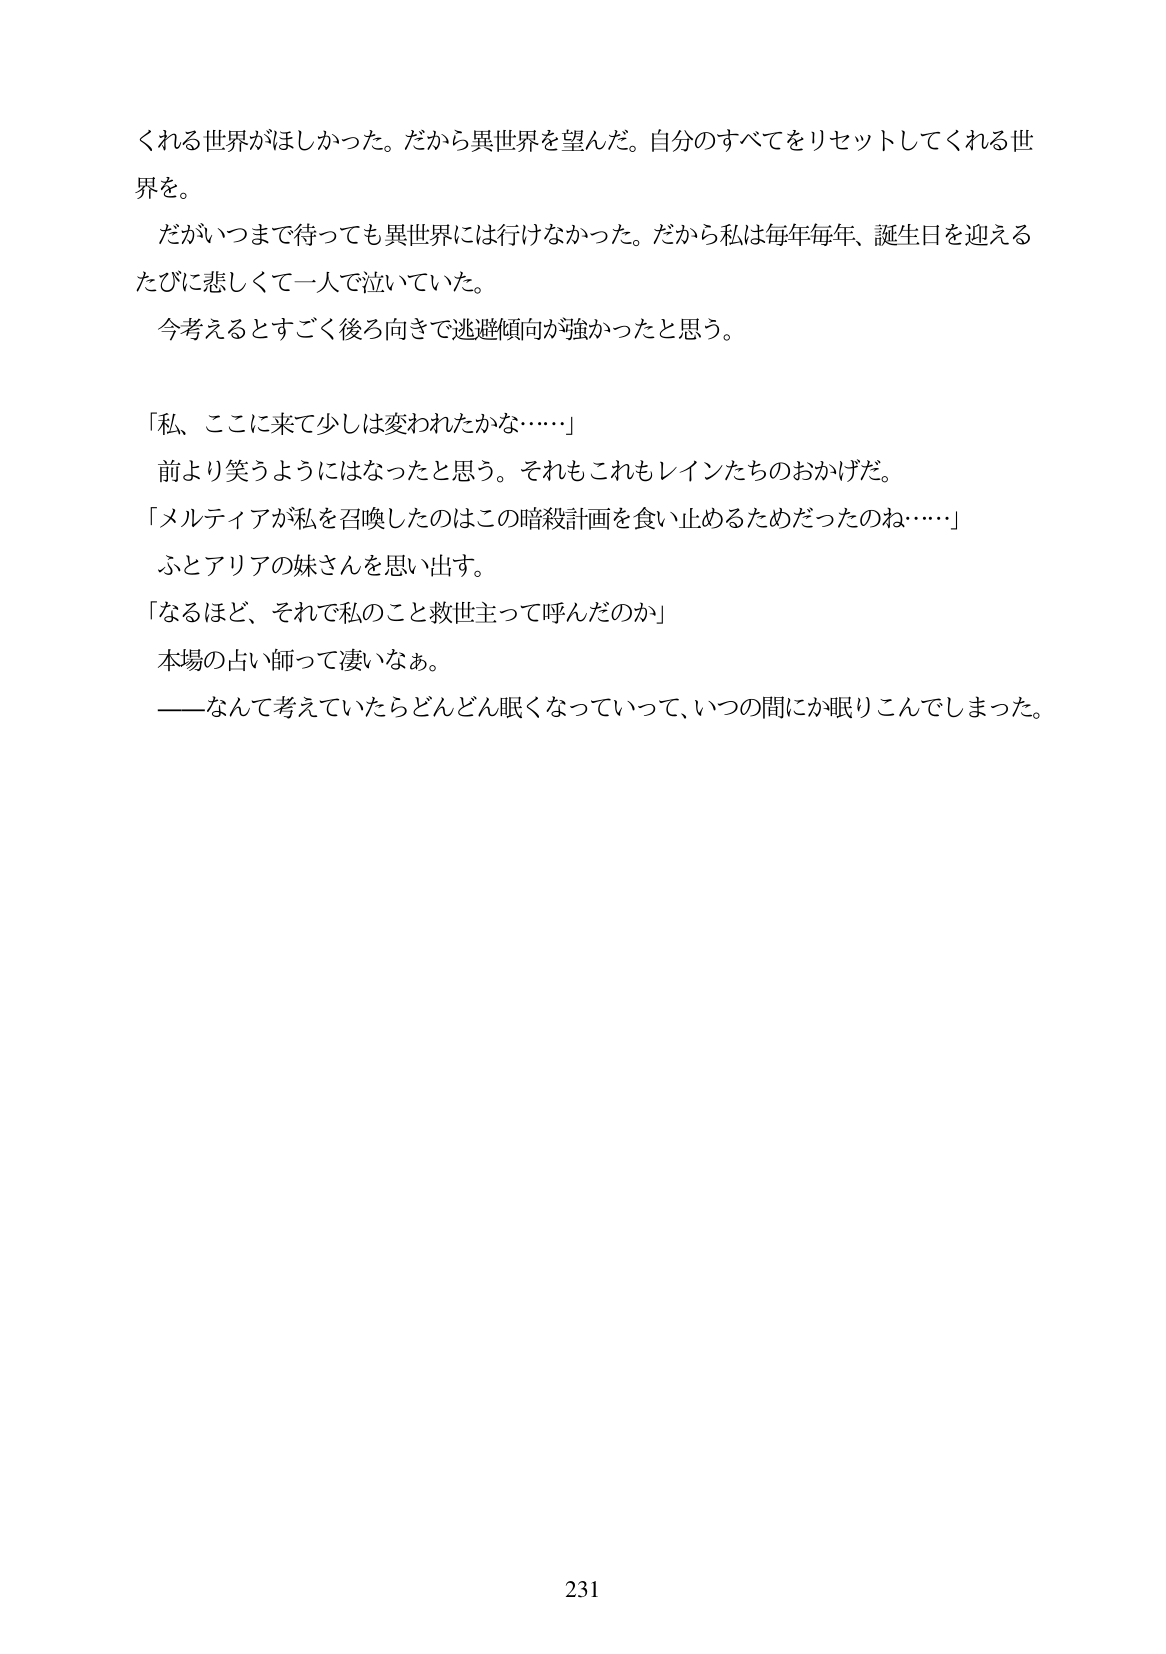 くれる世界がほしかった。だから異世界を望んだ。自分のすべてをリセットしてくれる世
界を。
　だがいつまで待っても異世界には行けなかった。だから私は毎年毎年、誕生日を迎える
たびに悲しくて一人で泣いていた。
　今考えるとすごく後ろ向きで逃避傾向が強かったと思う。
「私、ここに来て少しは変われたかな……」
　前より笑うようにはなったと思う。それもこれもレインたちのおかげだ。
「メルティアが私を召喚したのはこの暗殺計画を食い止めるためだったのね……」
　ふとアリアの妹さんを思い出す。
「なるほど、それで私のこと救世主って呼んだのか」
　本場の占い師って凄いなぁ。
　――なんて考えていたらどんどん眠くなっていって、いつの間にか眠りこんでしまった。
231